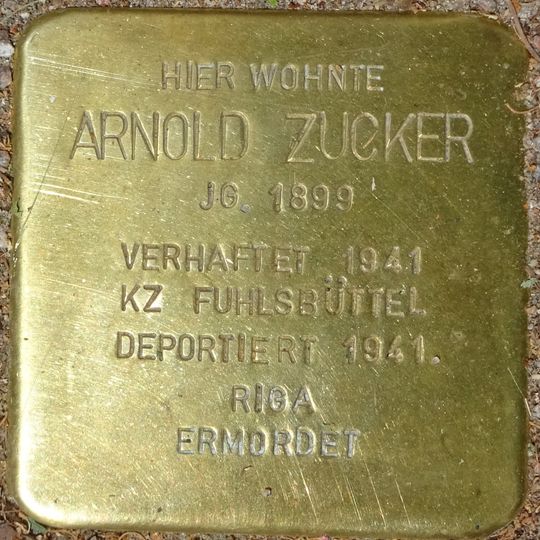 HIER WOHNTE
ARNOLD ZUCKER
JG. 1899
VERHAFTET 1941
KZ FUHLSBÜTTEL
DEPORTIERT 1941
RIGA
ERMORDET